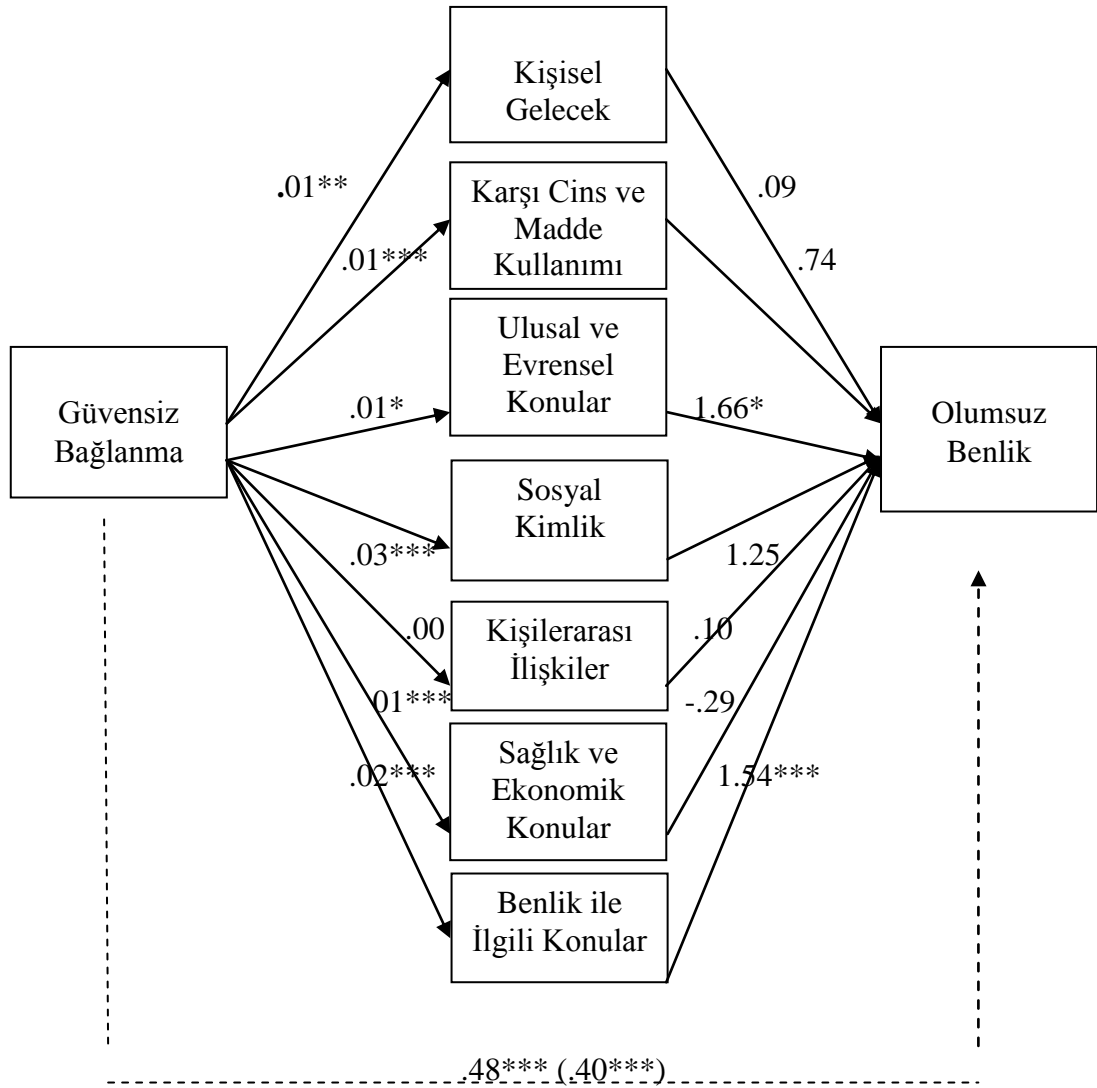 Kişisel
Gelecek
.01**
.09
Karşı Cins ve
Madde
Kullanımı
.01***
.74
Ulusal ve
Evrensel
Konular
Güvensiz
Bağlanma
.01*
1.66*
Olumsuz
Benlik
Sosyal
Kimlik
.03***
1.25
.00
Kişilerarası
İlişkiler
.10
01***
-.29
Sağlık ve
Ekonomik
Konular
.02***
1.54***
Benlik ile
İlgili Konular
.48*** (.40***)